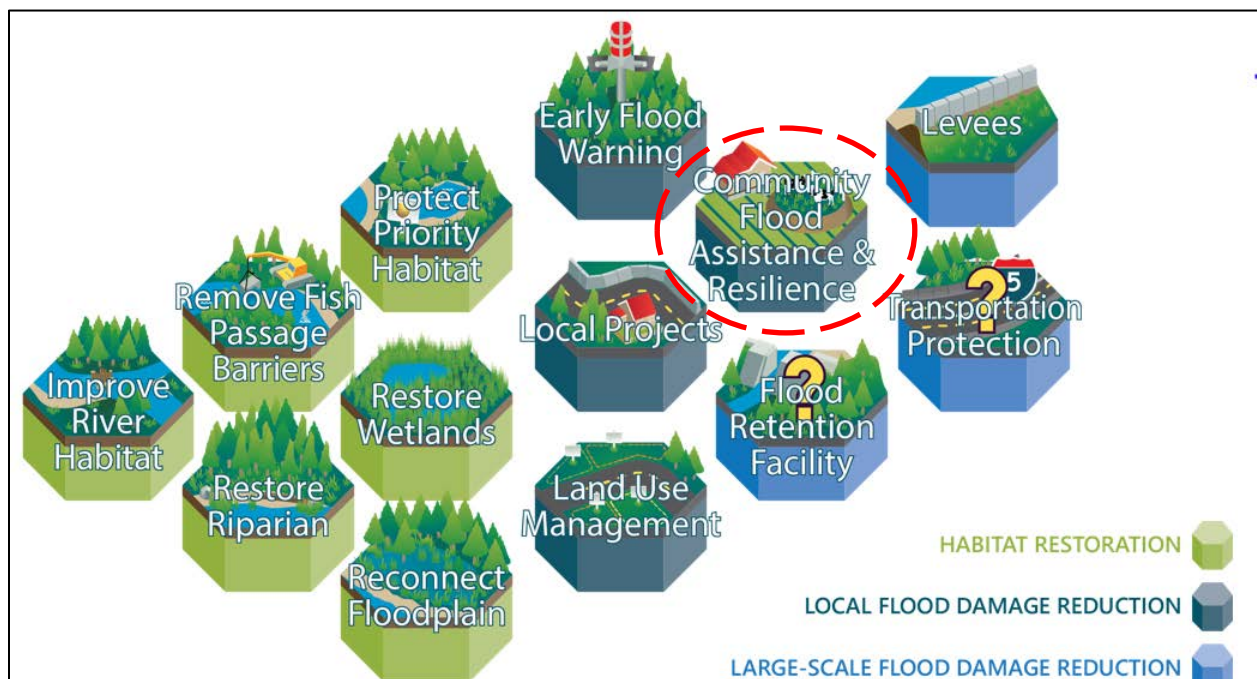 Early Flood
Warning
Levees
Community
Flood
Assistance &
Resilience
Protect
Priority
Habitat
Remove Fish
Passage
Barriers
Local Projects
5
Transportation
Protection
Improve
River
Habitat
Restore
Wetlands
?
?
Flood
Retention
Facility
Restore
Riparian
Land Use
Management
Reconnect
Floodplain
HABITAT RESTORATION
LOCAL FLOOD DAMAGE REDUCTION
LARGE-SCALE FLOOD DAMAGE REDUCTION